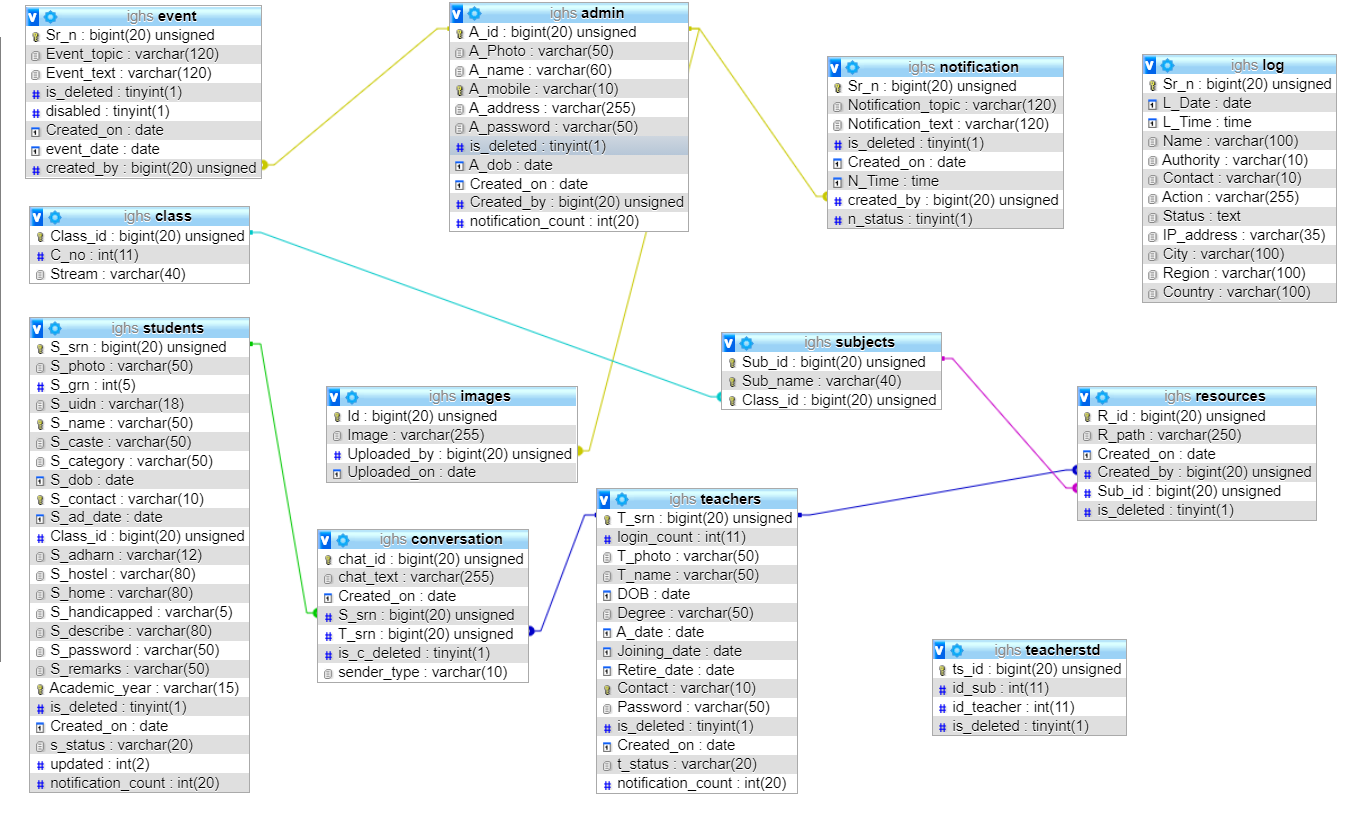 ighs event
Sr_n : bigint(20) unsigned
Event_topic : varchar(120)
Event_text : varchar(120)
is_deleted : tinyint(1)
disabled : tinyint(1)
Created_on : date
event_date : date
created_by : bigint(20) unsigned
ighs admin
A_id : bigint(20) unsigned
A_Photo : varchar(50)
A_name : varchar(60)
A_mobile : varchar(10)
A_address : varchar(255)
A_password : varchar(50)
is_deleted : tinyint(1)
A_dob : date
Created_on : date
Created_by : bigint(20) unsigned
notification_count : int(20)
ighs notification
Sr_n : bigint(20) unsigned
Notification_topic : varchar(120)
Notification_text : varchar(120)
is_deleted : tinyint(1)
Created_on : date
N_Time : time
created_by : bigint(20) unsigned
n_status : tinyint(1)
ighs log
Sr_n : bigint(20) unsigned
L_Date : date
L_Time : time
Name : varchar(100)
Authority : varchar(10)
Contact : varchar(10)
Action : varchar(255)
Status : text
IP_address : varchar(35)
City : varchar(100)
Region : varchar(100)
Country : varchar(100)
ighs class
Class_id : bigint(20) unsigned
C_no : int(11)
Stream : varchar(40)
ighs students
S_srn : bigint(20) unsigned
S_photo : varchar(50)
S_grn : int(5)
S_uidn : varchar(18)
S_name : varchar(50)
S_caste : varchar(50)
S_category : varchar(50)
S_dob : date
S_contact : varchar(10)
S_ad_date : date
Class_id : bigint(20) unsigned
S_adharn : varchar(12)
S_hostel : varchar(80)
S_home : varchar(80)
S_handicapped : varchar(5)
S_describe : varchar(80)
S_password : varchar(50)
S_remarks : varchar(50)
Academic_year : varchar(15)
is_deleted : tinyint(1)
Created_on : date
s_status : varchar(20)
updated : int(2)
notification_count : int(20)
ighs images
Id : bigint(20) unsigned
Image : varchar(255)
Uploaded_by : bigint(20) unsigned
Uploaded_on : date
ighs subjects
Sub_id : bigint(20) unsigned
Sub_name : varchar(40)
Class_id : bigint(20) unsigned
ighs resources
R_id : bigint(20) unsigned
R_path : varchar(250)
Created_on : date
Created_by : bigint(20) unsigned
Sub_id : bigint(20) unsigned
is_deleted : tinyint(1)
ighs conversation
chat_id : bigint(20) unsigned
chat_text : varchar(255)
Created_on : date
S_srn : bigint(20) unsigned
T_srn : bigint(20) unsigned
is_c_deleted : tinyint(1)
sender_type : varchar(10)
ighs teachers
T_srn : bigint(20) unsigned
login_count : int(11)
T_photo : varchar(50)
T_name : varchar(50)
DOB : date
Degree : varchar(50)
A_date : date
Joining_date : date
Retire_date : date
Contact : varchar(10)
Password : varchar(50)
is_deleted : tinyint(1)
Created_on : date
t_status : varchar(20)
notification_count : int(20)
ighs teacherstd
ts_id : bigint(20) unsigned
id_sub : int(11)
id_teacher : int(11)
is_deleted : tinyint(1)